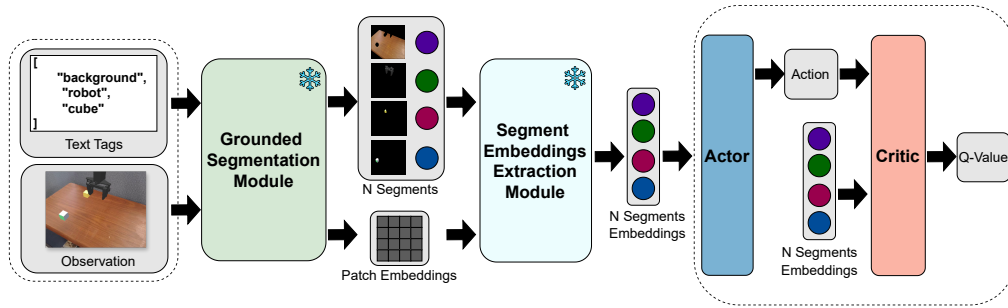 [
"background",
"robot",
"cube"
]
Text Tags
Observation
Grounded
Segmentation
Module
N Segments
Patch Embeddings
Segment
Embeddings
Extraction
Module
N Segments
Embeddings
Actor
Action
N Segments
Embeddings
Critic
Q-Value